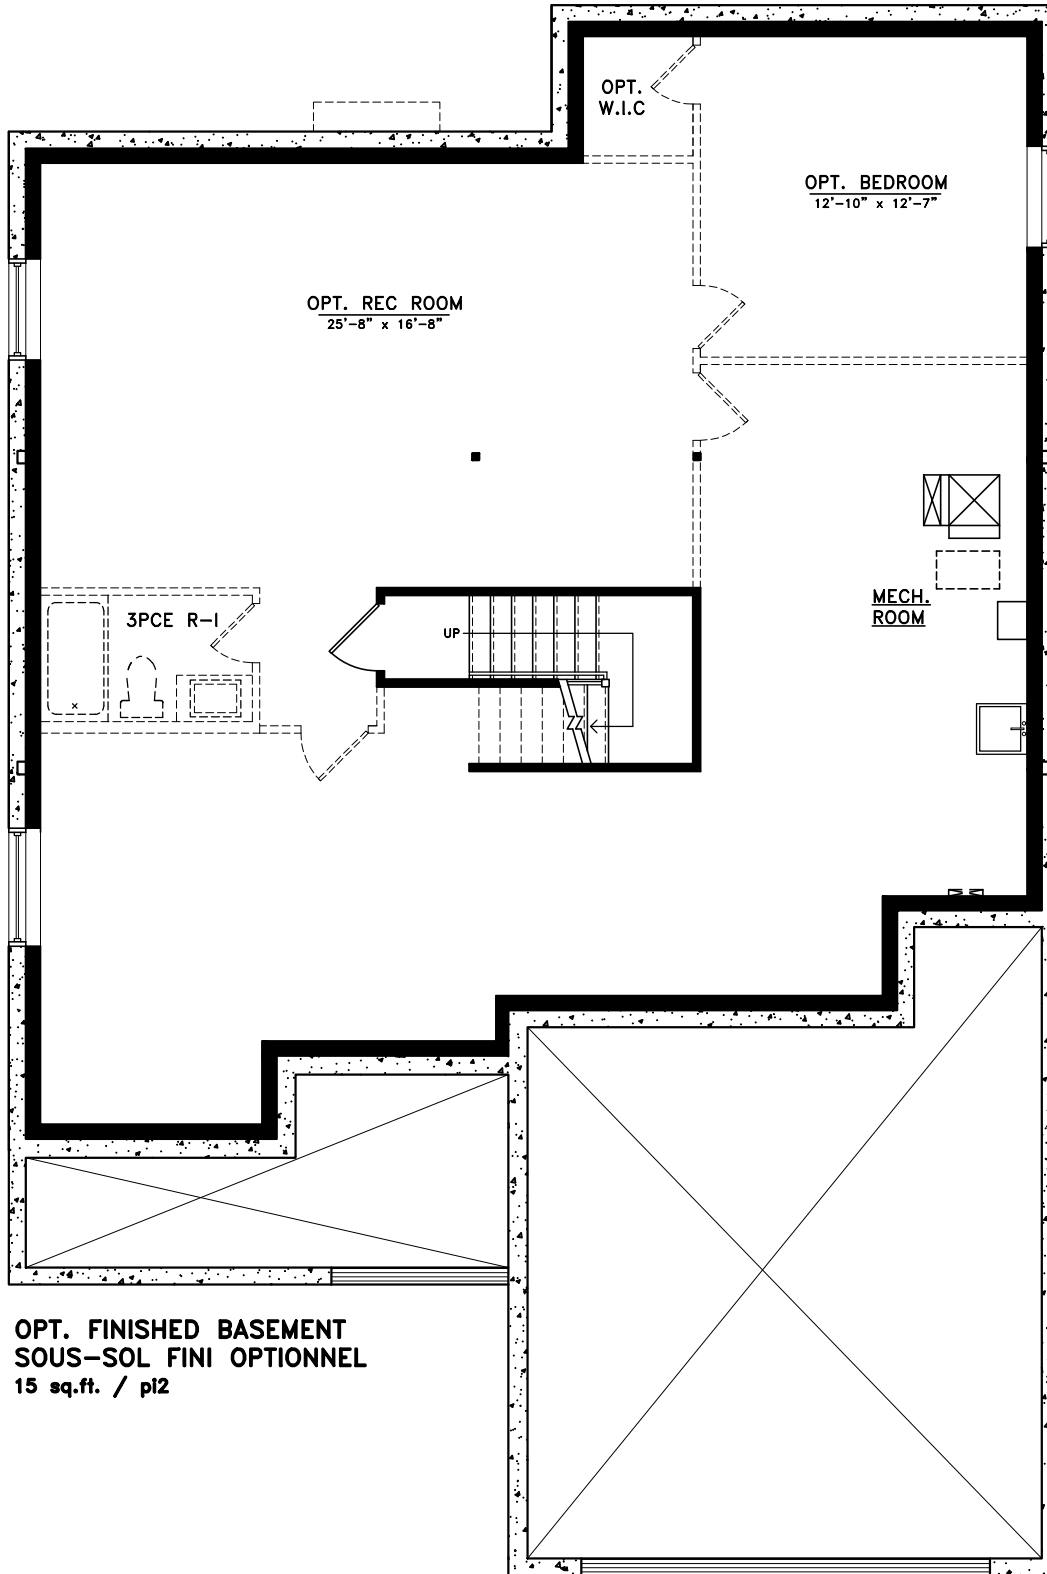 OPT.
W.I.C
OPT. BEDROOM
12'-10" x 12'-7"
OPT. REC ROOM
25'-8" x 16'-8"
3PCE R-I
UP
MECH.
ROOM
OPT. FINISHED BASEMENT
SOUS-SOL FINI OPTIONNEL
15 sq.ft. / pi2